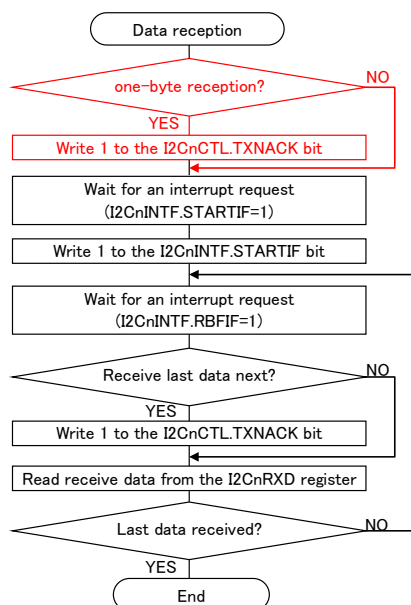 Data reception
one-byte reception?
NO
YES
Write 1 to the I2CnCTL.TXNACK bit
Wait for an interrupt request
(I2CnINTF.STARTIF=1)
Write 1 to the I2CnINTF.STARTIF bit
Wait for an interrupt request
(I2CnINTF.RBFIF=1)
Receive last data next?
NO
YES
Write 1 to the I2CnCTL.TXNACK bit
Read receive data from the I2CnRXD register
Last data received?
NO
YES
End